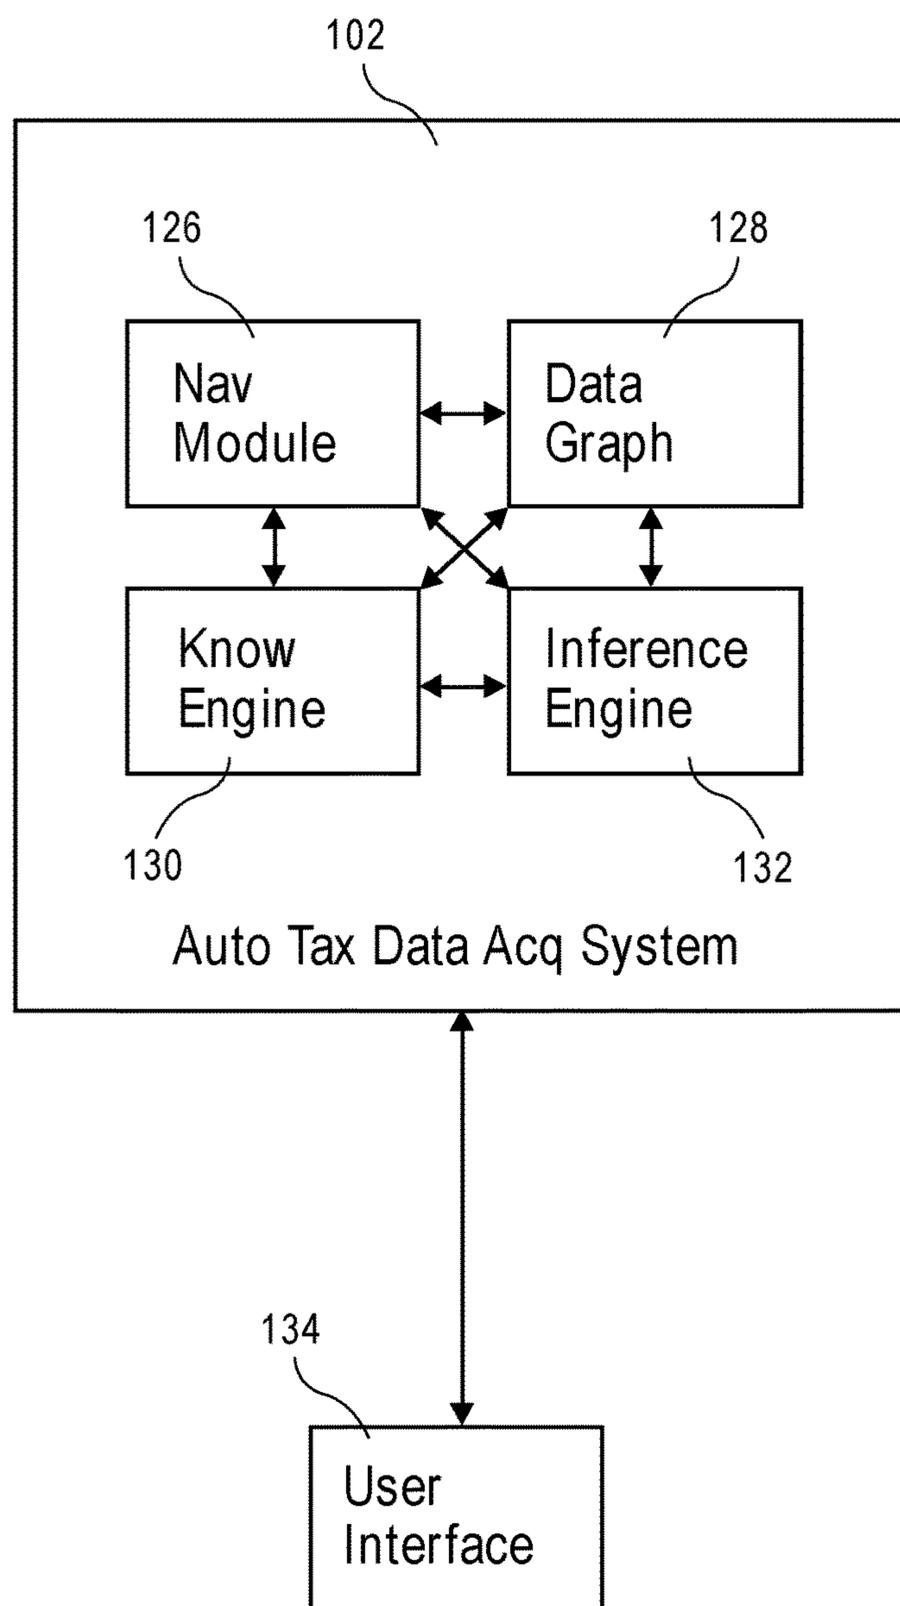 102
126
128
Nav
Module
Data
Graph
Know
Engine
Inference
Engine
130
132
Auto Tax Data Acq System
134
User
Interface